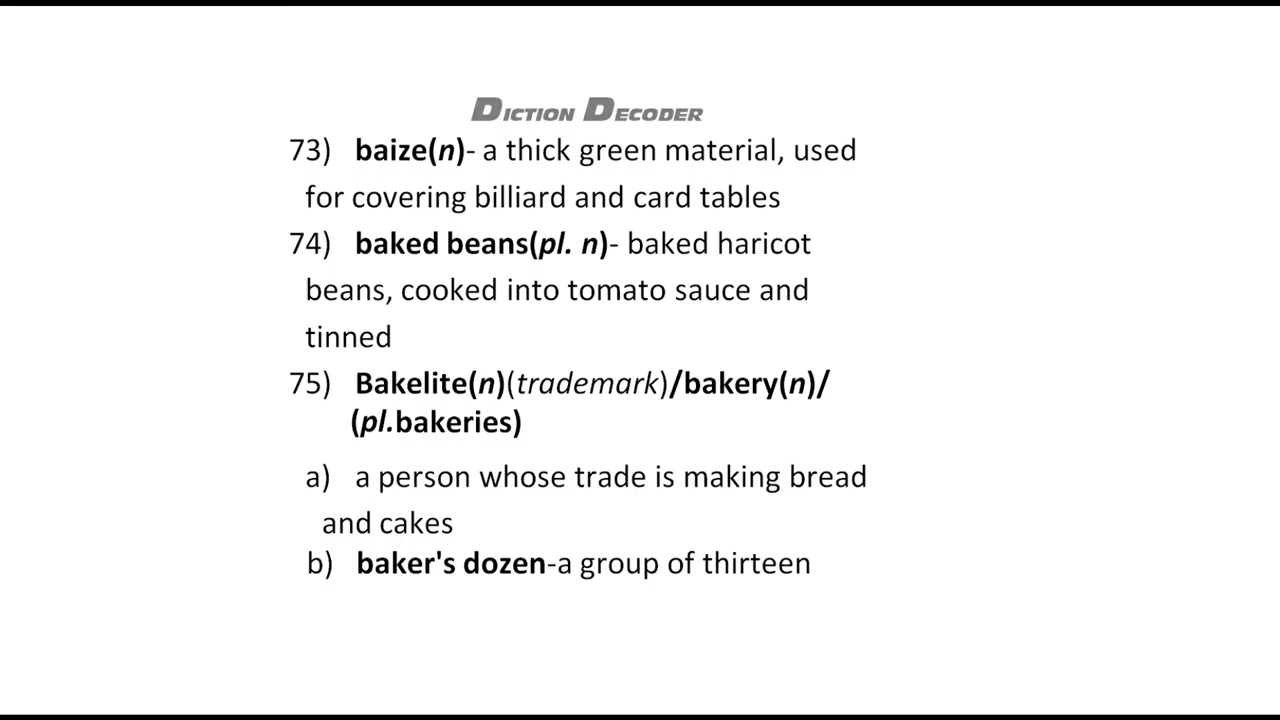 DICTION DECODER
73) baize(n)- a thick green material, used
for covering billiard and card tables
74) baked beans(pl. n)- baked haricot
beans, cooked into tomato sauce and
tinned
75) Bakelite(n)(trademark)/bakery(n)/
(pl.bakeries)
a) a person whose trade is making bread
and cakes
b) baker's dozen-a group of thirteen